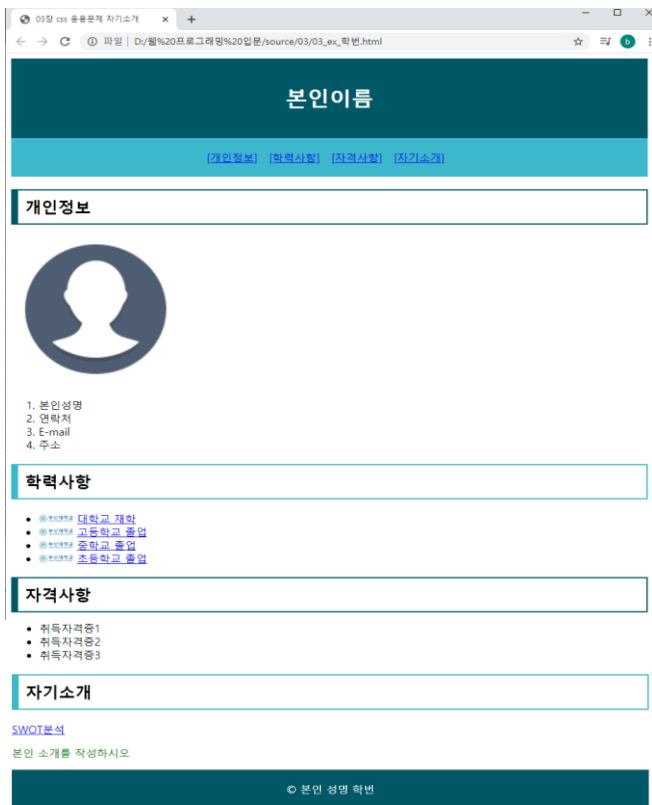 03장 css 응용문제 자기소개
파일 | D:/웹%20프로그래밍%20입문/source/03/03_ex_학번.html
b
본인이름
[개인정보] [학력사항] [자격사항] [자기소개]
개인정보
1. 본인성명
2. 연락처
3. E-mail
4. 주소
학력사항
대학교 재학
고등학교 졸업
중학교 졸업
초등학교 졸업
자격사항
취득자격증1
취득자격증2
취득자격증3
자기소개
SWOT분석
본인 소개를 작성하시오
© 본인 성명 학번